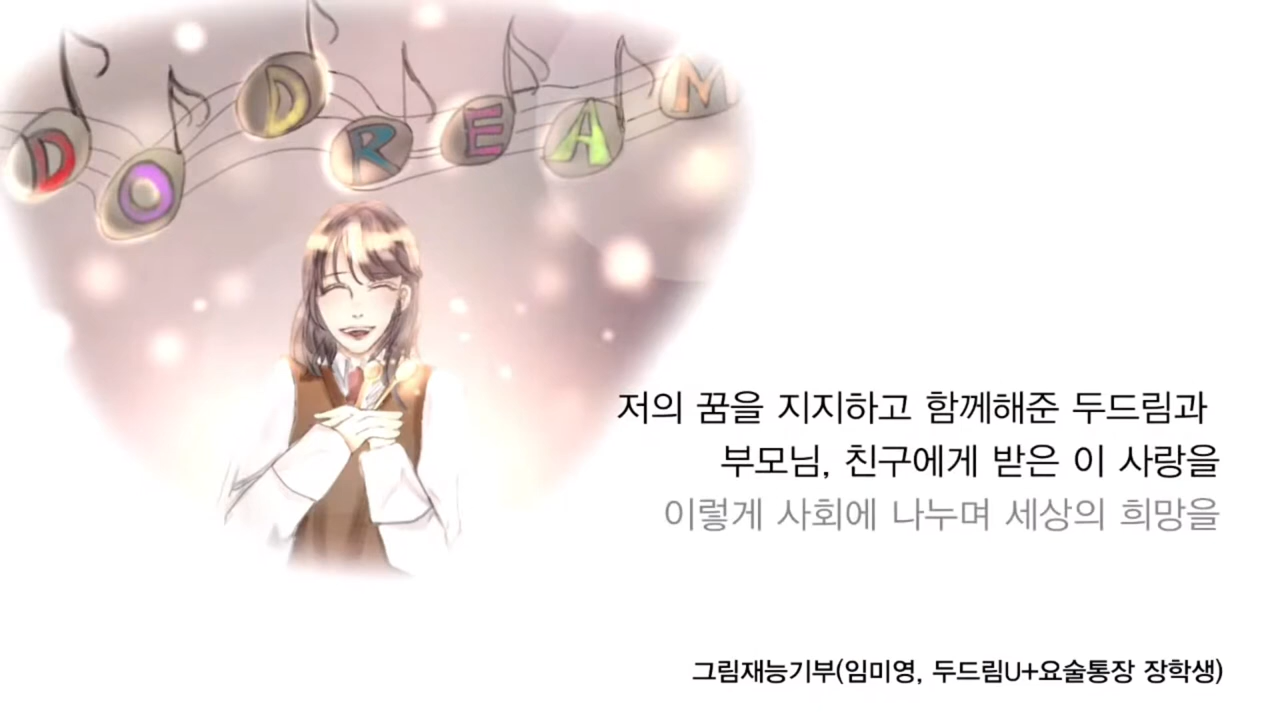 DO DREAM
저의 꿈을 지지하고 함께해준 두드림과
부모님, 친구에게 받은 이 사랑을
이렇게 사회에 나누며 세상의 희망을
그림재능기부(임미영, 두드림U+요술통장 장학생)